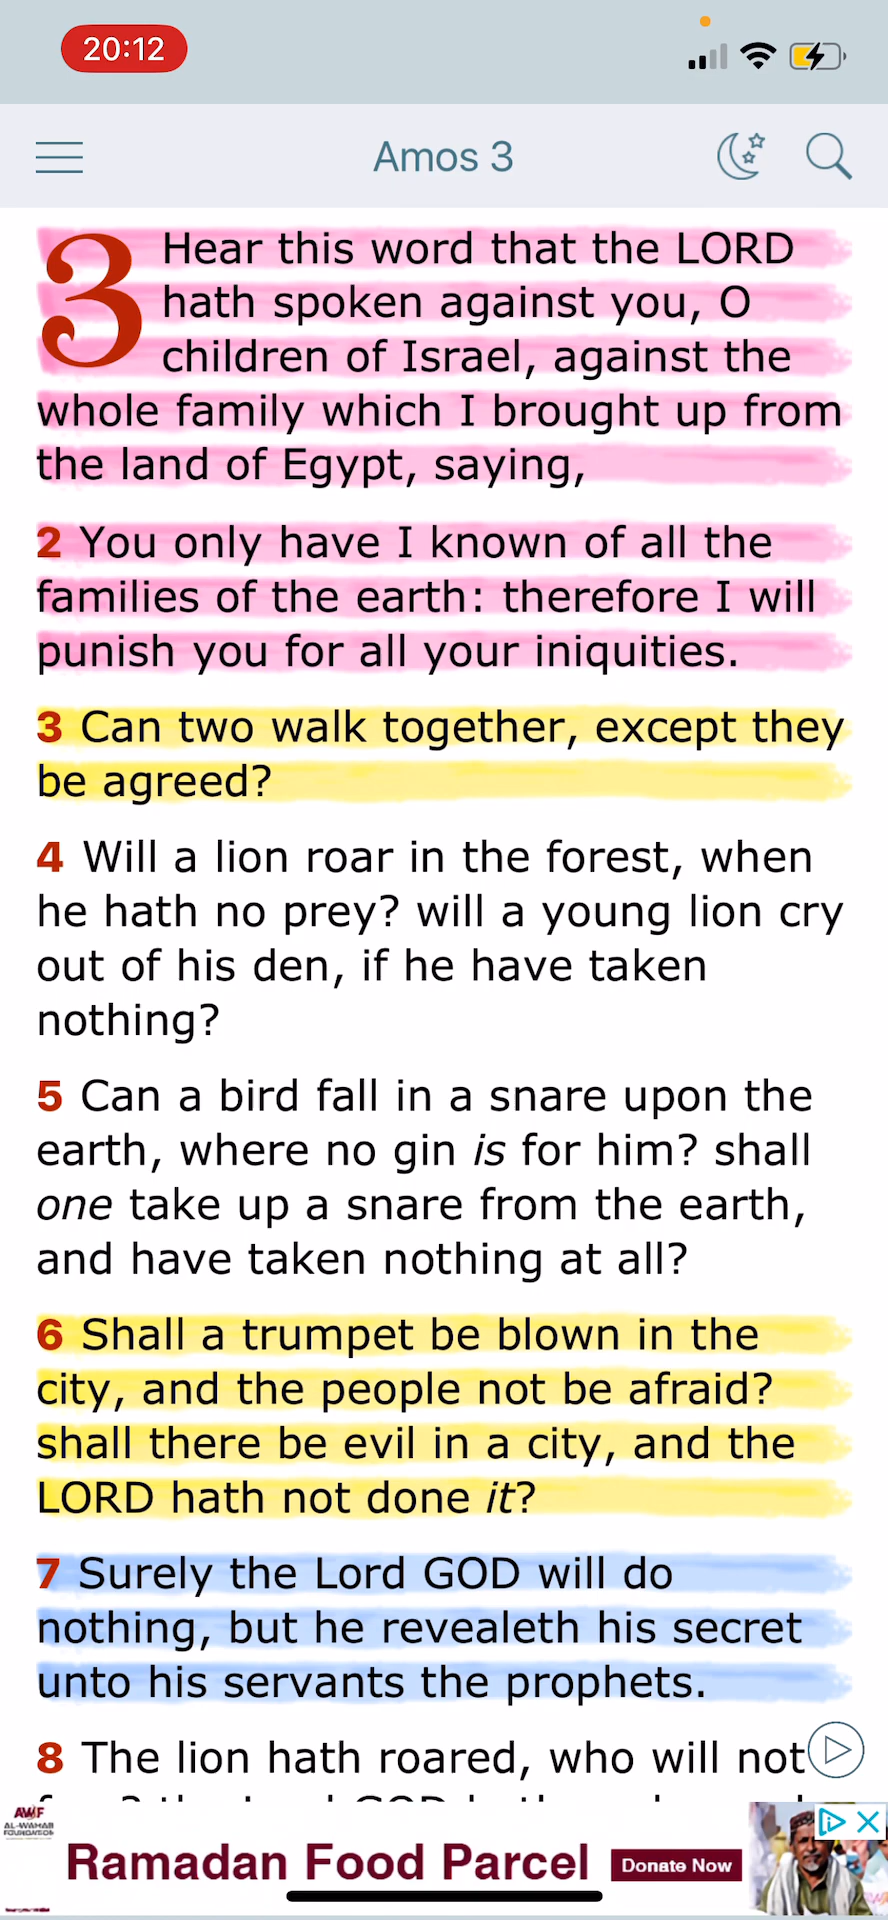 20:12
Amos 3
3 Hear this word that the LORD
hath spoken against you, O
children of Israel, against the
whole family which I brought up from
the land of Egypt, saying,
2 You only have I known of all the
families of the earth: therefore I will
punish you for all your iniquities.
3 Can two walk together, except they
be agreed?
4 Will a lion roar in the forest, when
he hath no prey? will a young lion cry
out of his den, if he have taken
nothing?
5 Can a bird fall in a snare upon the
earth, where no gin is for him? shall
one take up a snare from the earth,
and have taken nothing at all?
6 Shall a trumpet be blown in the
city, and the people not be afraid?
shall there be evil in a city, and the
LORD hath not done it?
7 Surely the Lord GOD will do
nothing, but he revealeth his secret
unto his servants the prophets.
8 The lion hath roared, who will not
AWF
AL-WAHAB
FOUNDATION
Ramadan Food Parcel
Donate Now